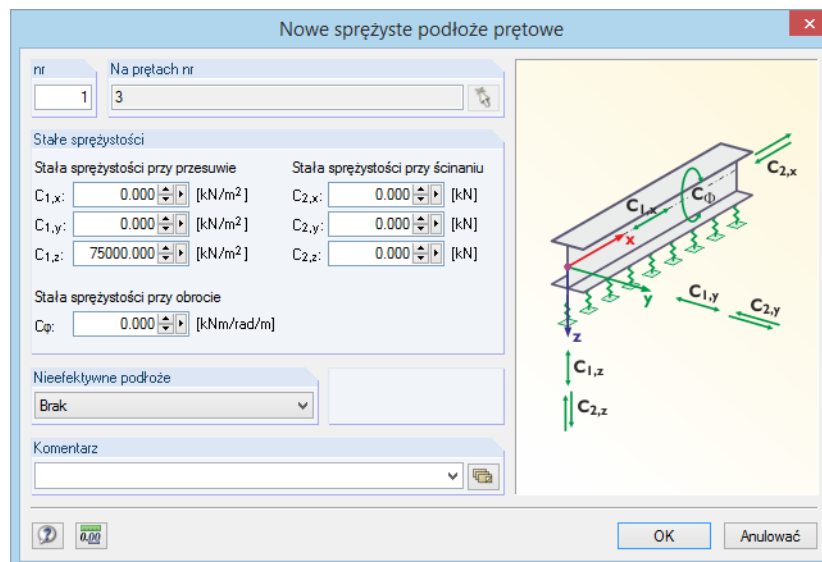 Nowe sprężyste podłoże prętowe
nr
Na prętach nr
1
3
Stałe sprężystości
Stała sprężystości przy przesuwie
Stała sprężystości przy ścinaniu
C1,x: 0.000 [kN/m²]
C2,x: 0.000 [kN]
C1,y: 0.000 [kN/m²]
C2,y: 0.000 [kN]
C1,z: 75000.000 [kN/m²]
C2,z: 0.000 [kN]
Stała sprężystości przy obrocie
Cφ: 0.000 [kNm/rad/m]
Nieefektywne podłoże
Brak
Komentarz
C2,x
C1,x
CΦ
x
y
C1,y
C2,y
z
C1,z
C2,z
0.00
OK
Anulować